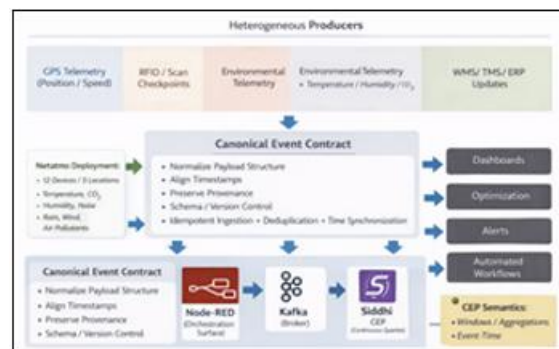 Heterogeneous Producers
GPS Telemetry
(Position / Speed)
RFID / Scan
Checkpoints
Environmental
Telemetry
Environmental Telemetry
• Temperature / Humidity / CO₂
WMS/ TMS/ ERP
Updates
Canonical Event Contract
• Normalize Payload Structure
• Align Timestamps
• Preserve Provenance
• Schema / Version Control
• Idempotent Ingestion + Deduplication + Time Synchronization
Netatmo Deployment:
• 12 Devices / 3 Locations
• Temperature, CO₂
• Humidity, Noise
• Rain, Wind,
Air Pollutants
Dashboards
Optimization
Alerts
Automated
Workflows
Canonical Event Contract
• Normalize Payload Structure
• Align Timestamps
• Preserve Provenance
• Schema / Version Control
Node-RED
(Orchestration
Surface)
Kafka
(Broker)
Siddhi
CEP
(Continuous Queries)
CEP Semantics:
• Windows / Aggregations
• Event-Time